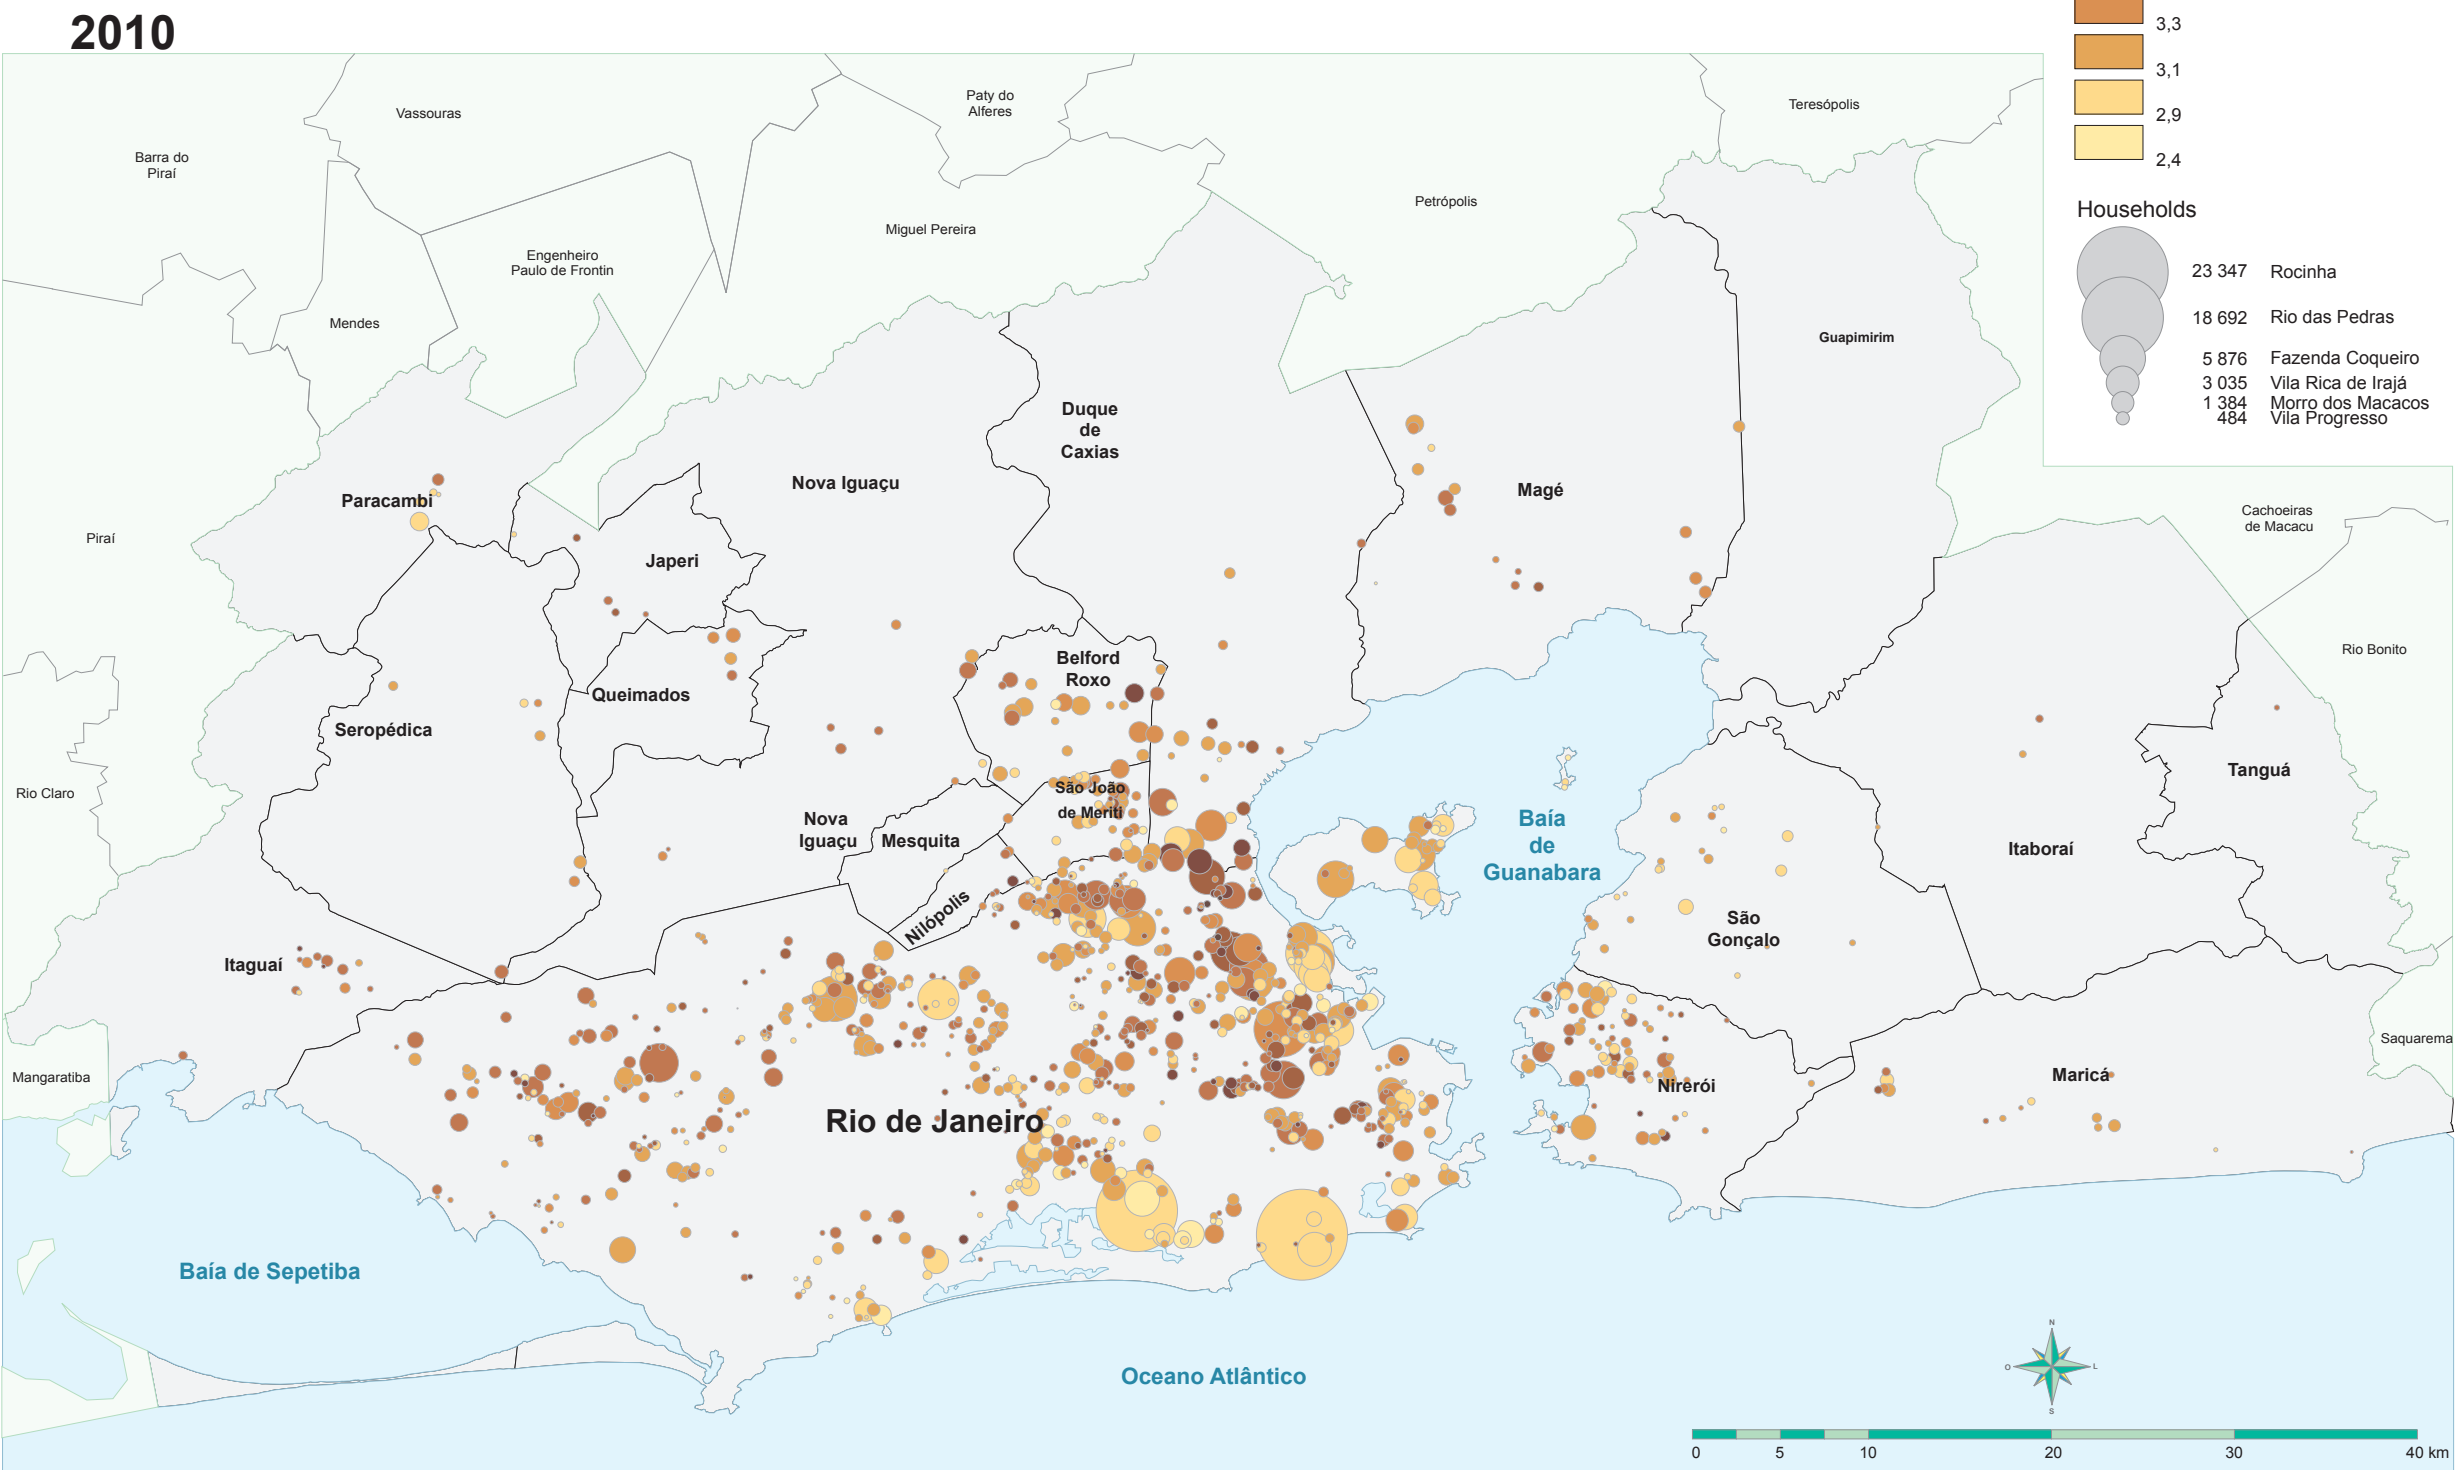 2010
3,3
3,1
2,9
2,4
Households
23 347 Rocinha
18 692 Rio das Pedras
5 876 Fazenda Coqueiro
3 035 Vila Rica de Irajá
1 384 Morro dos Macacos
484 Vila Progresso
Barra do
Piraí
Vassouras
Paty do
Alferes
Teresópolis
Petrópolis
Miguel Pereira
Engenheiro
Paulo de Frontin
Mendes
Guapimirim
Duque
de
Caxias
Nova Iguaçu
Magé
Paracambi
Piraí
Japeri
Cachoeiras
de Macacu
Rio Bonito
Belford
Roxo
Queimados
Seropédica
Tanguá
Rio Claro
São João
de Meriti
Nova
Iguaçu
Mesquita
Baía
de
Guanabara
Itaboraí
Nilópolis
São
Gonçalo
Itaguaí
Saquarema
Mangaratiba
Maricá
Nirerói
Rio de Janeiro
Baía de Sepetiba
Oceano Atlântico
N
O
L
S
0 5 10 20 30 40 km